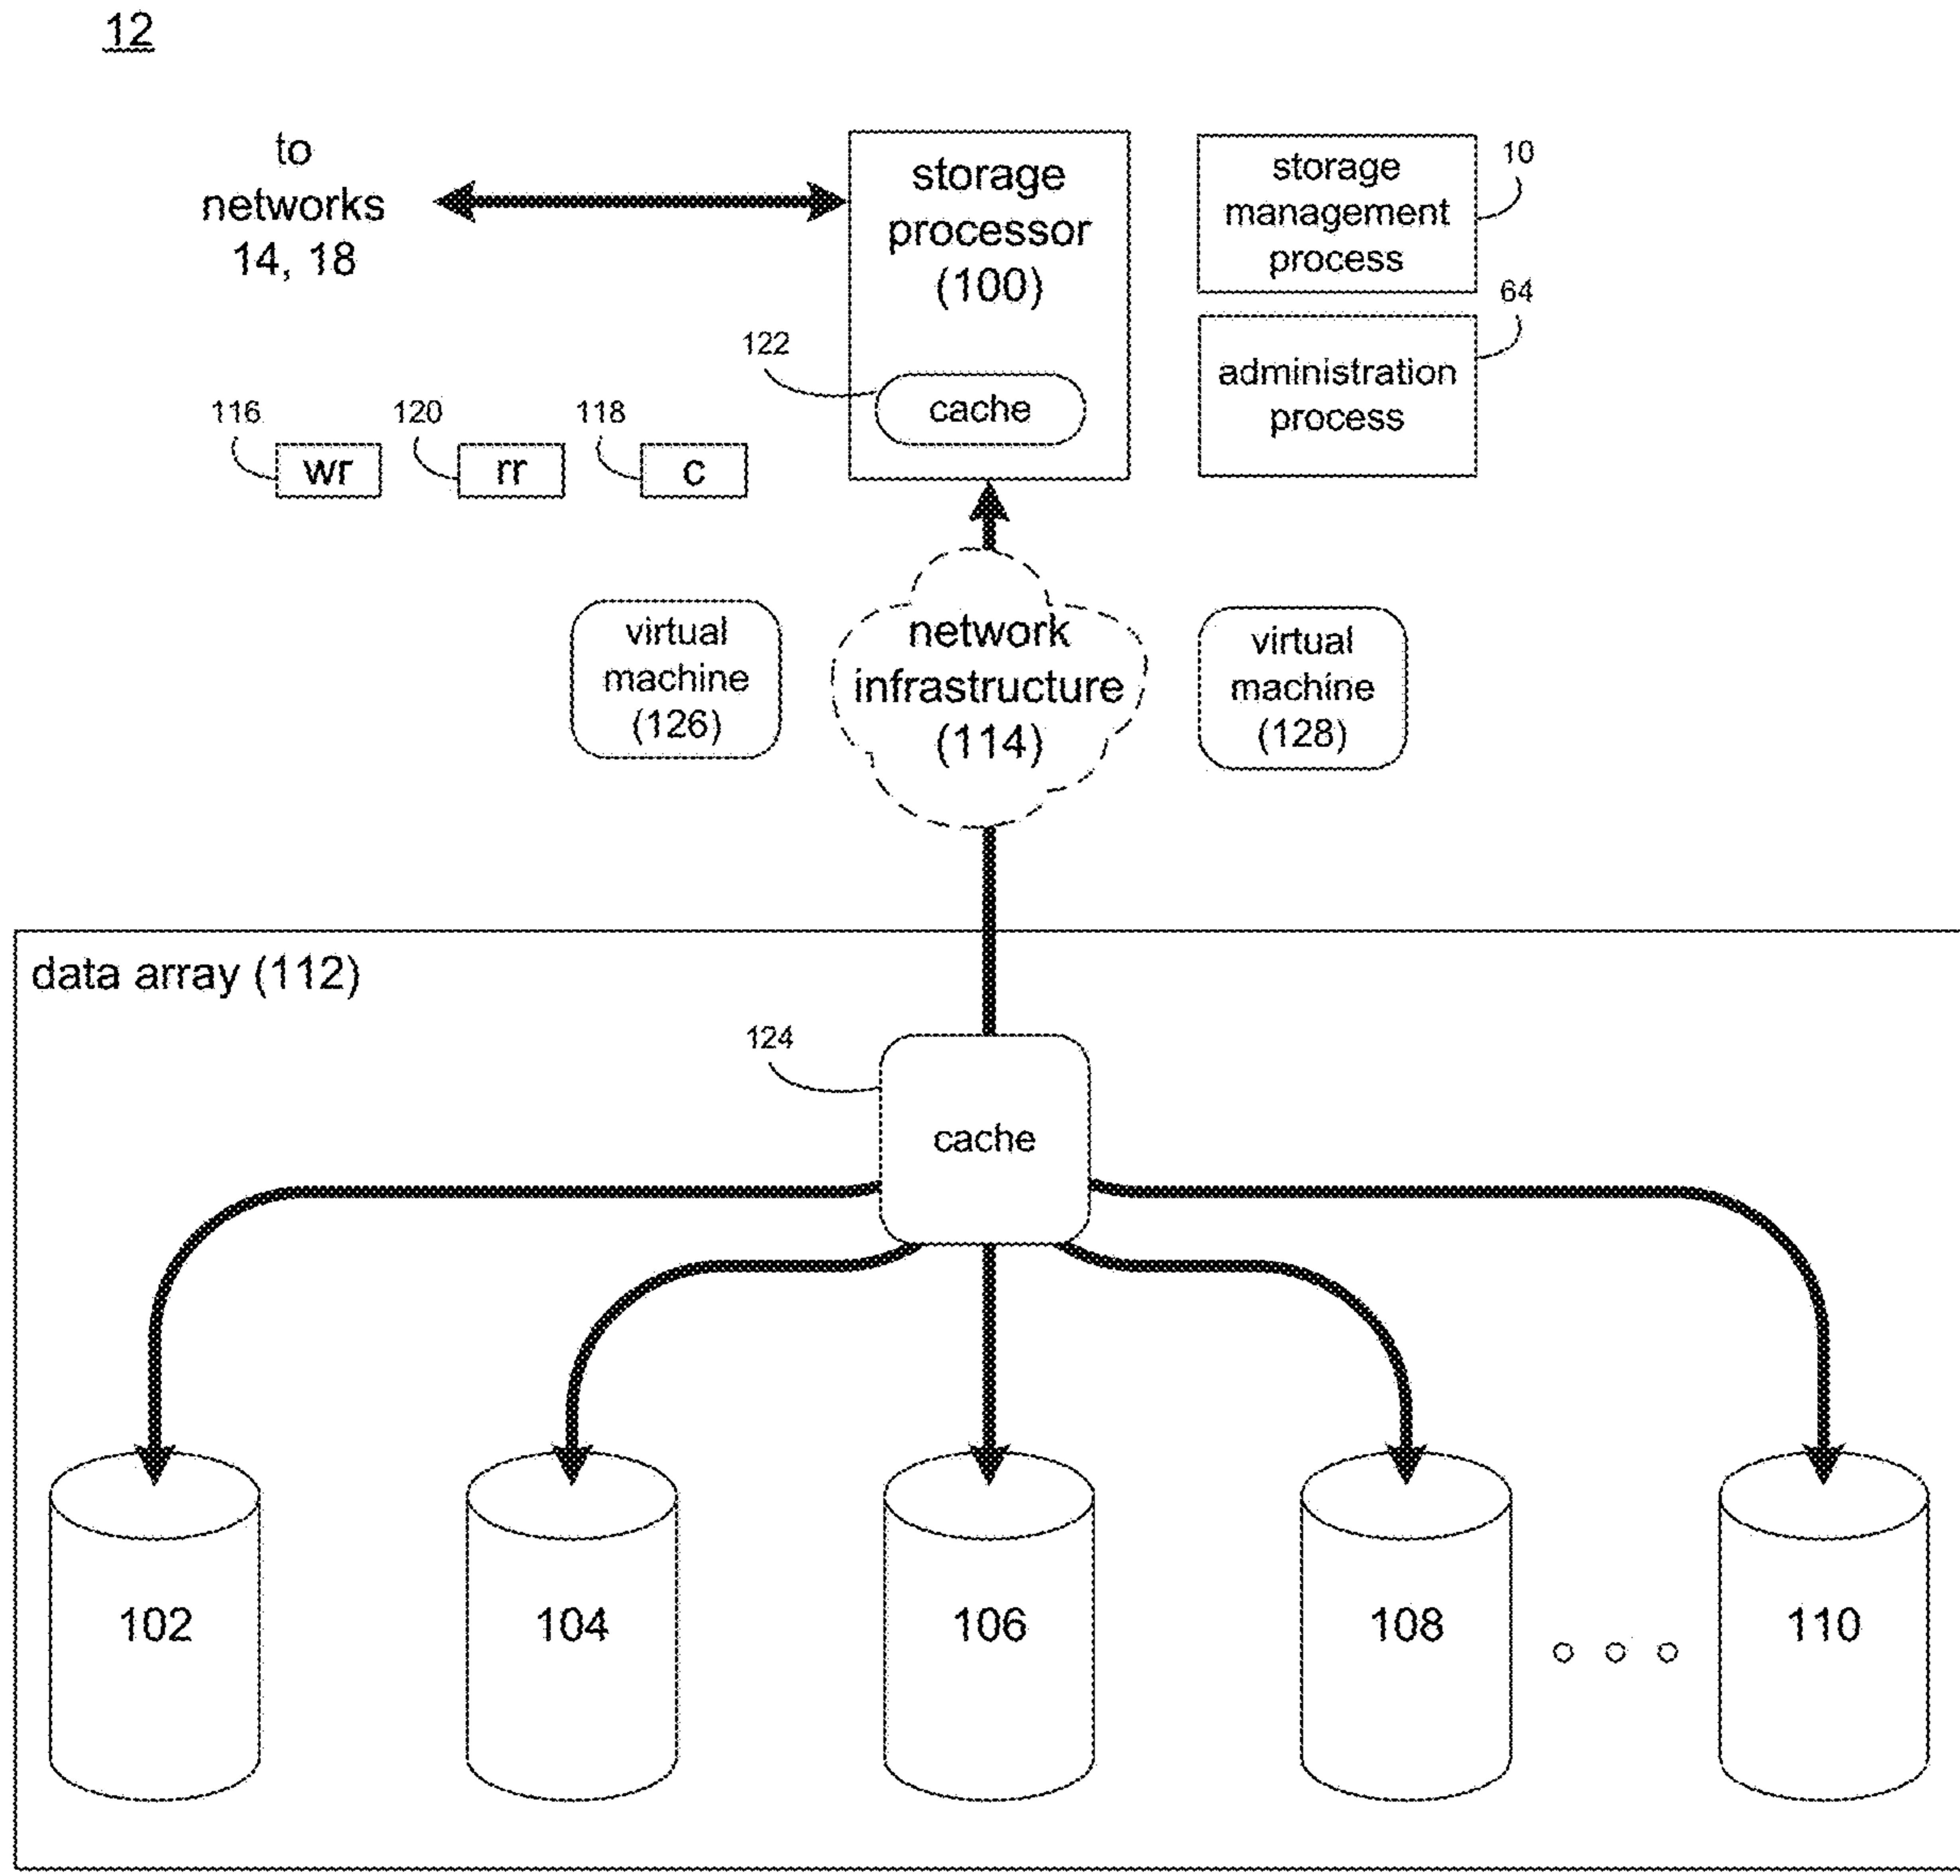 12
to
networks
14, 18
storage
processor
(100)
122
cache
storage
management
process
10
administration
process
64
116
wr
120
rr
118
c
virtual
machine
(126)
network
infrastructure
(114)
virtual
machine
(128)
data array (112)
124
cache
102
104
106
108
110